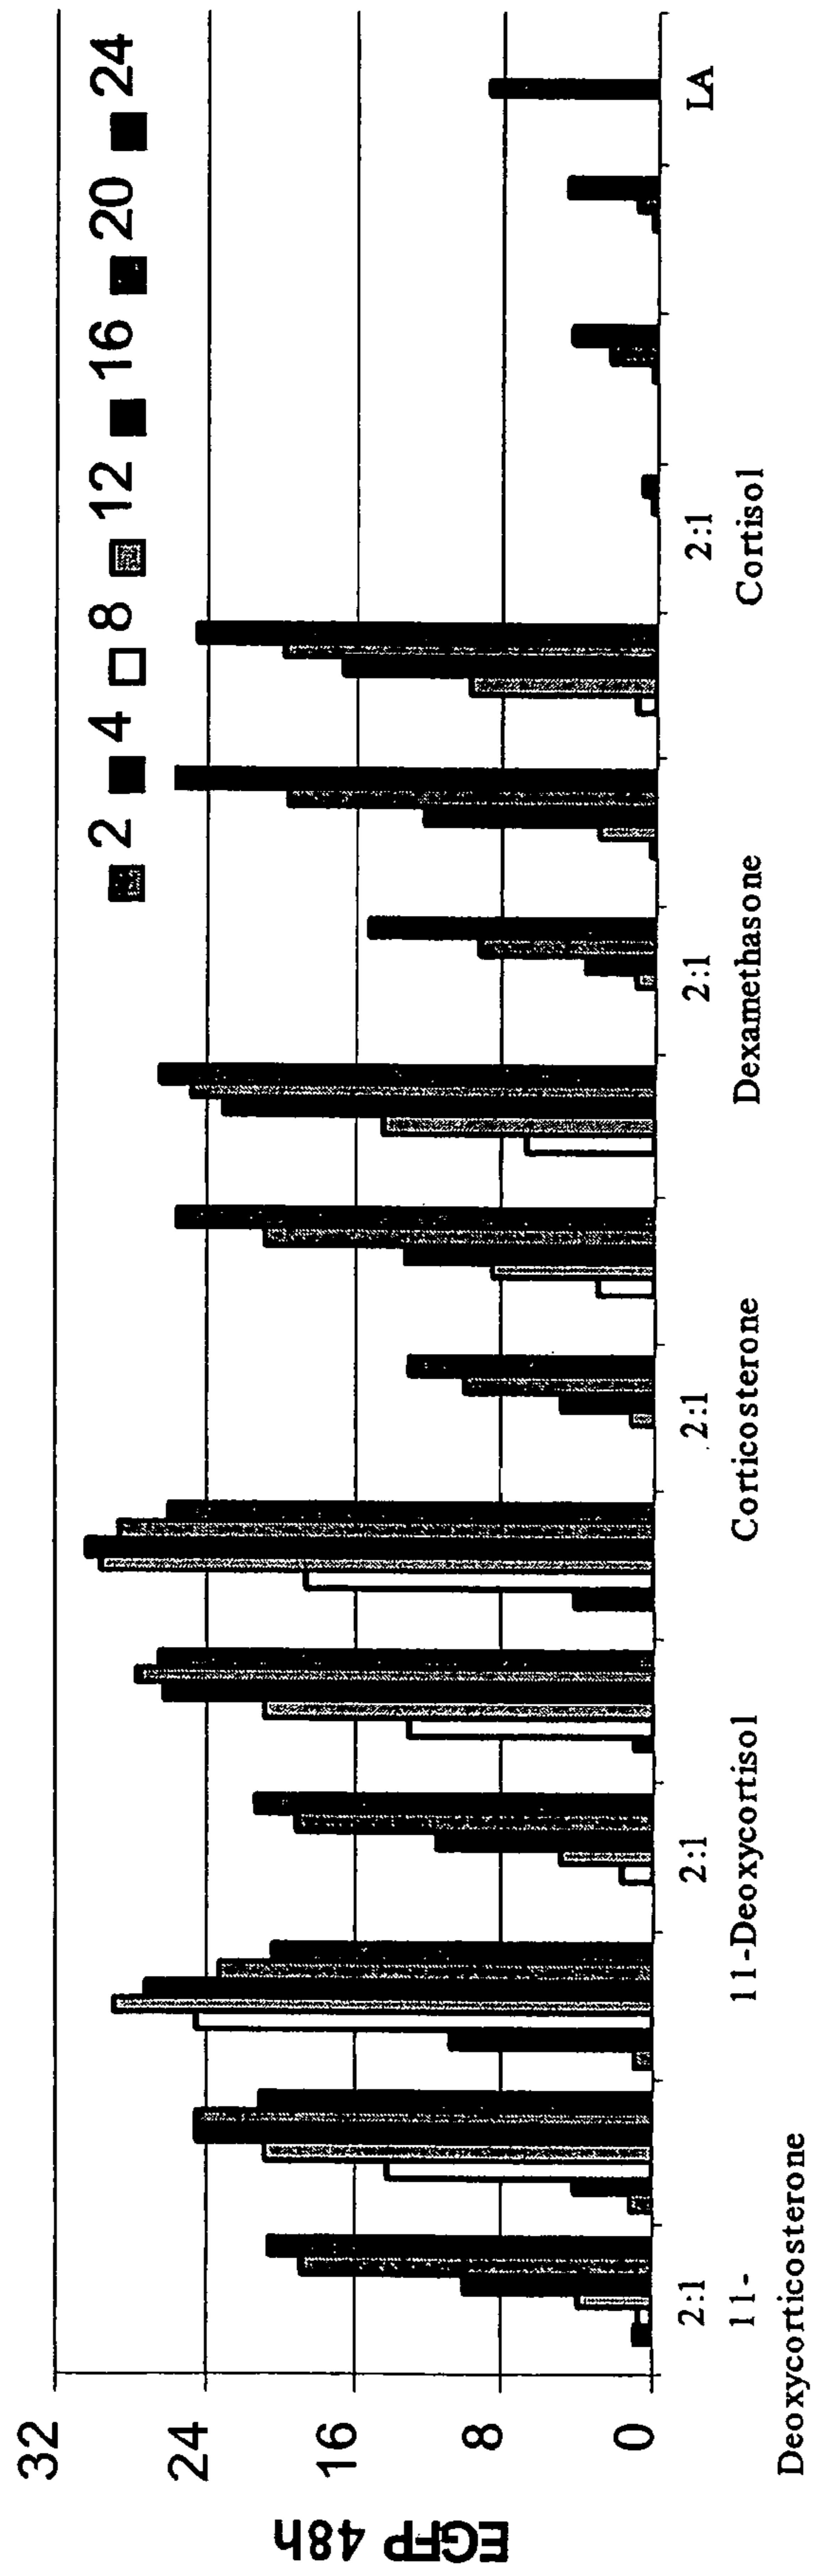 2 4 8 12 16 20 24
32
24
16
8
0
EGFP 48h
2:1 2:1 2:1 2:1 2:1 LA
11-
Deoxycorticosterone
11-Deoxycortisol
Corticosterone
Dexamethasone
Cortisol